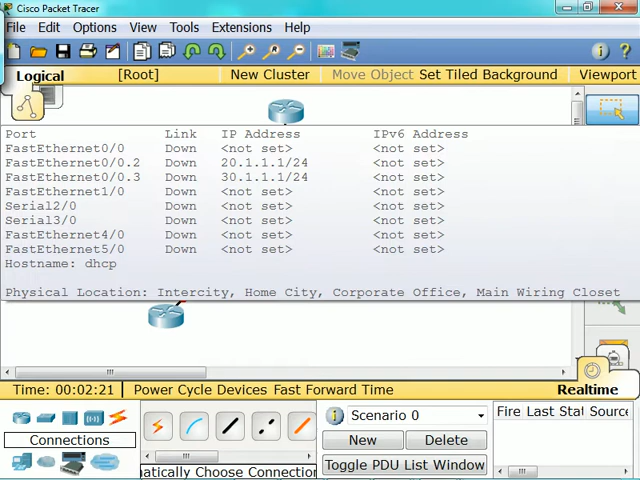 Cisco Packet Tracer
File Edit Options View Tools Extensions Help
Logical [Root] New Cluster Move Object Set Tiled Background Viewport
Port Link IP Address IPv6 Address
FastEthernet0/0 Down <not set> <not set>
FastEthernet0/0.2 Down 20.1.1.1/24 <not set>
FastEthernet0/0.3 Down 30.1.1.1/24 <not set>
FastEthernet1/0 Down <not set> <not set>
Serial2/0 Down <not set> <not set>
Serial3/0 Down <not set> <not set>
FastEthernet4/0 Down <not set> <not set>
FastEthernet5/0 Down <not set> <not set>
Hostname: dhcp
Physical Location: Intercity, Home City, Corporate Office, Main Wiring Closet
Time: 00:02:21 Power Cycle Devices Fast Forward Time Realtime
Scenario 0
Fire Last Stat Source
New Delete
Connections
Toggle PDU List Window
matically Choose Connection